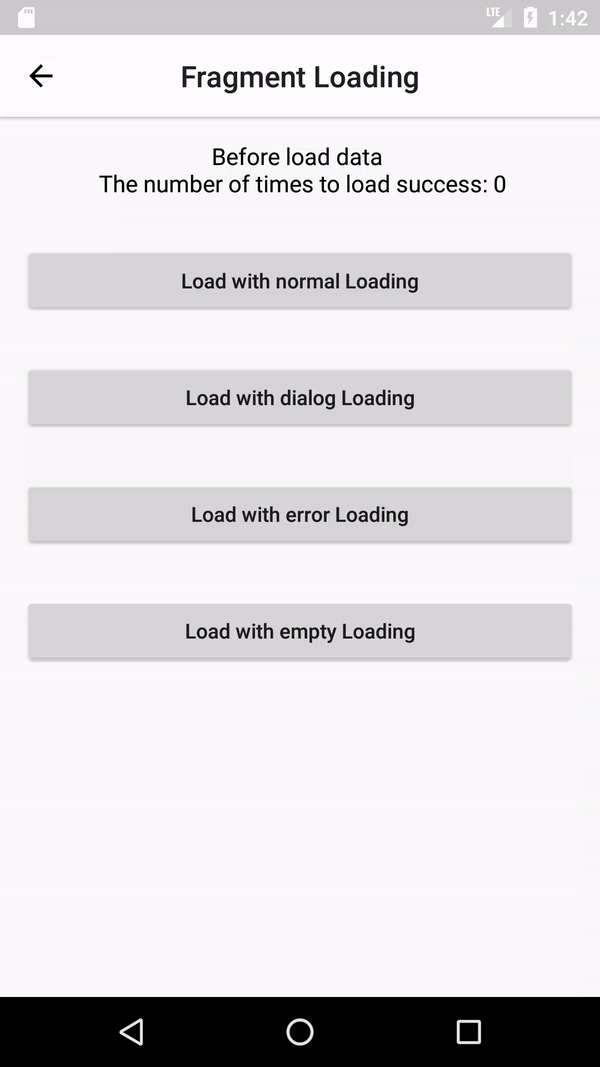 LTE 1:42
Fragment Loading
Before load data
The number of times to load success: 0
Load with normal Loading
Load with dialog Loading
Load with error Loading
Load with empty Loading